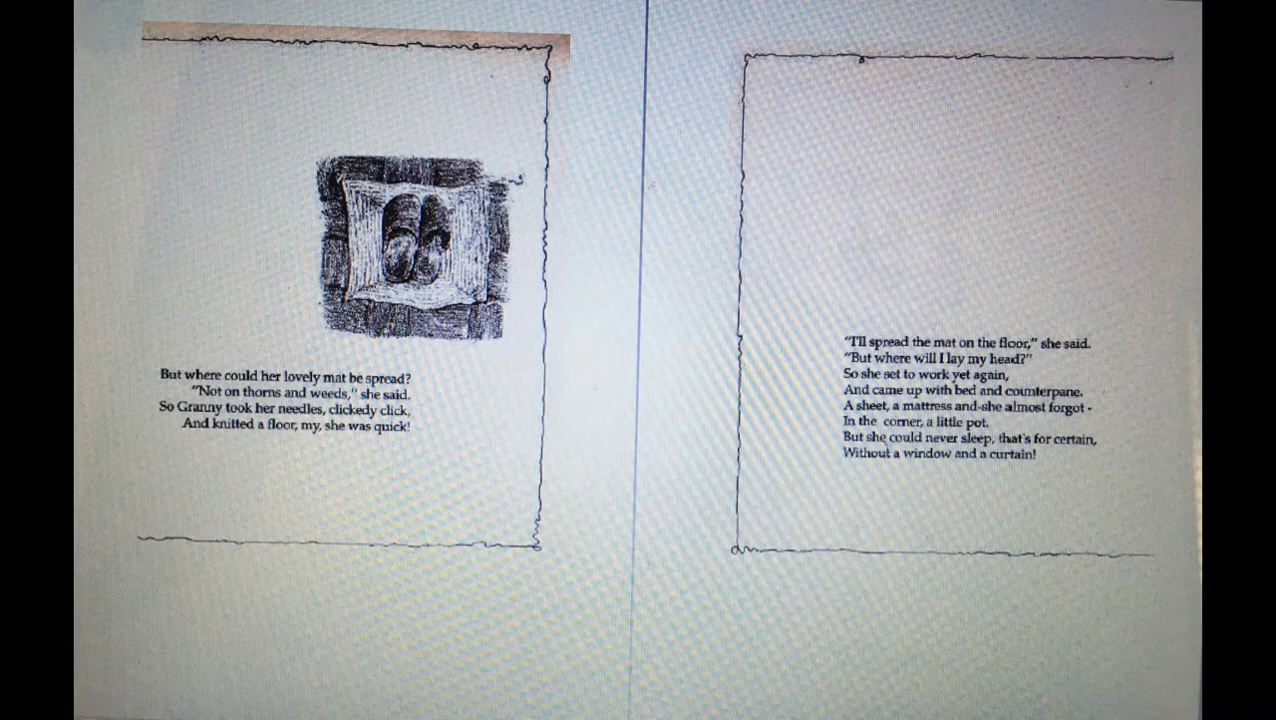 But where could her lovely mat be spread?
"Not on thorns and weeds," she said.
So Granny took her needles, clickedy click,
And knitted a floor, my, she was quick!
"I'll spread the mat on the floor," she said.
"But where will I lay my head?"
So she set to work yet again,
And came up with bed and counterpane.
A sheet, a mattress and-she almost forgot -
In the corner, a little pot.
But she could never sleep, that's for certain,
Without a window and a curtain!